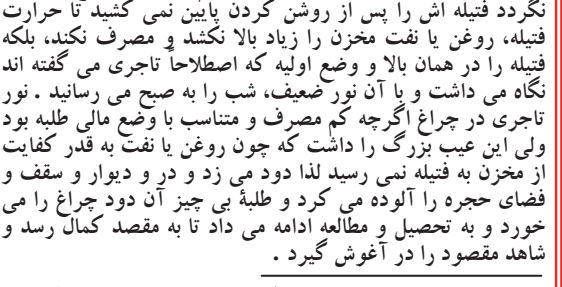 نگردد فتیله اش را پس از روشن کردن پایین نمی کشید تا حرارت
فتیله، روغن یا نفت مخزن را زیاد بالا نکشد و مصرف نکند، بلکه
فتیله را در همان بالا و وضع اولیه که اصطلاحاً تاجری می گفته اند
نگاه می داشت و با آن نور ضعیف، شب را به صبح می رسانید . نور
تاجری در چراغ اگرچه کم مصرف و متناسب با وضع مالی طلبه بود
ولی این عیب بزرگ را داشت که چون روغن یا نفت به قدر کفایت
از مخزن به فتیله نمی رسید لذا دود می زد و در و دیوار و سقف و
فضای حجره را آلوده می کرد و طلبۀ بی چیز آن دود چراغ را می
خورد و به تحصیل و مطالعه ادامه می داد تا به مقصد کمال رسد و
شاهد مقصود را در آغوش گیرد .